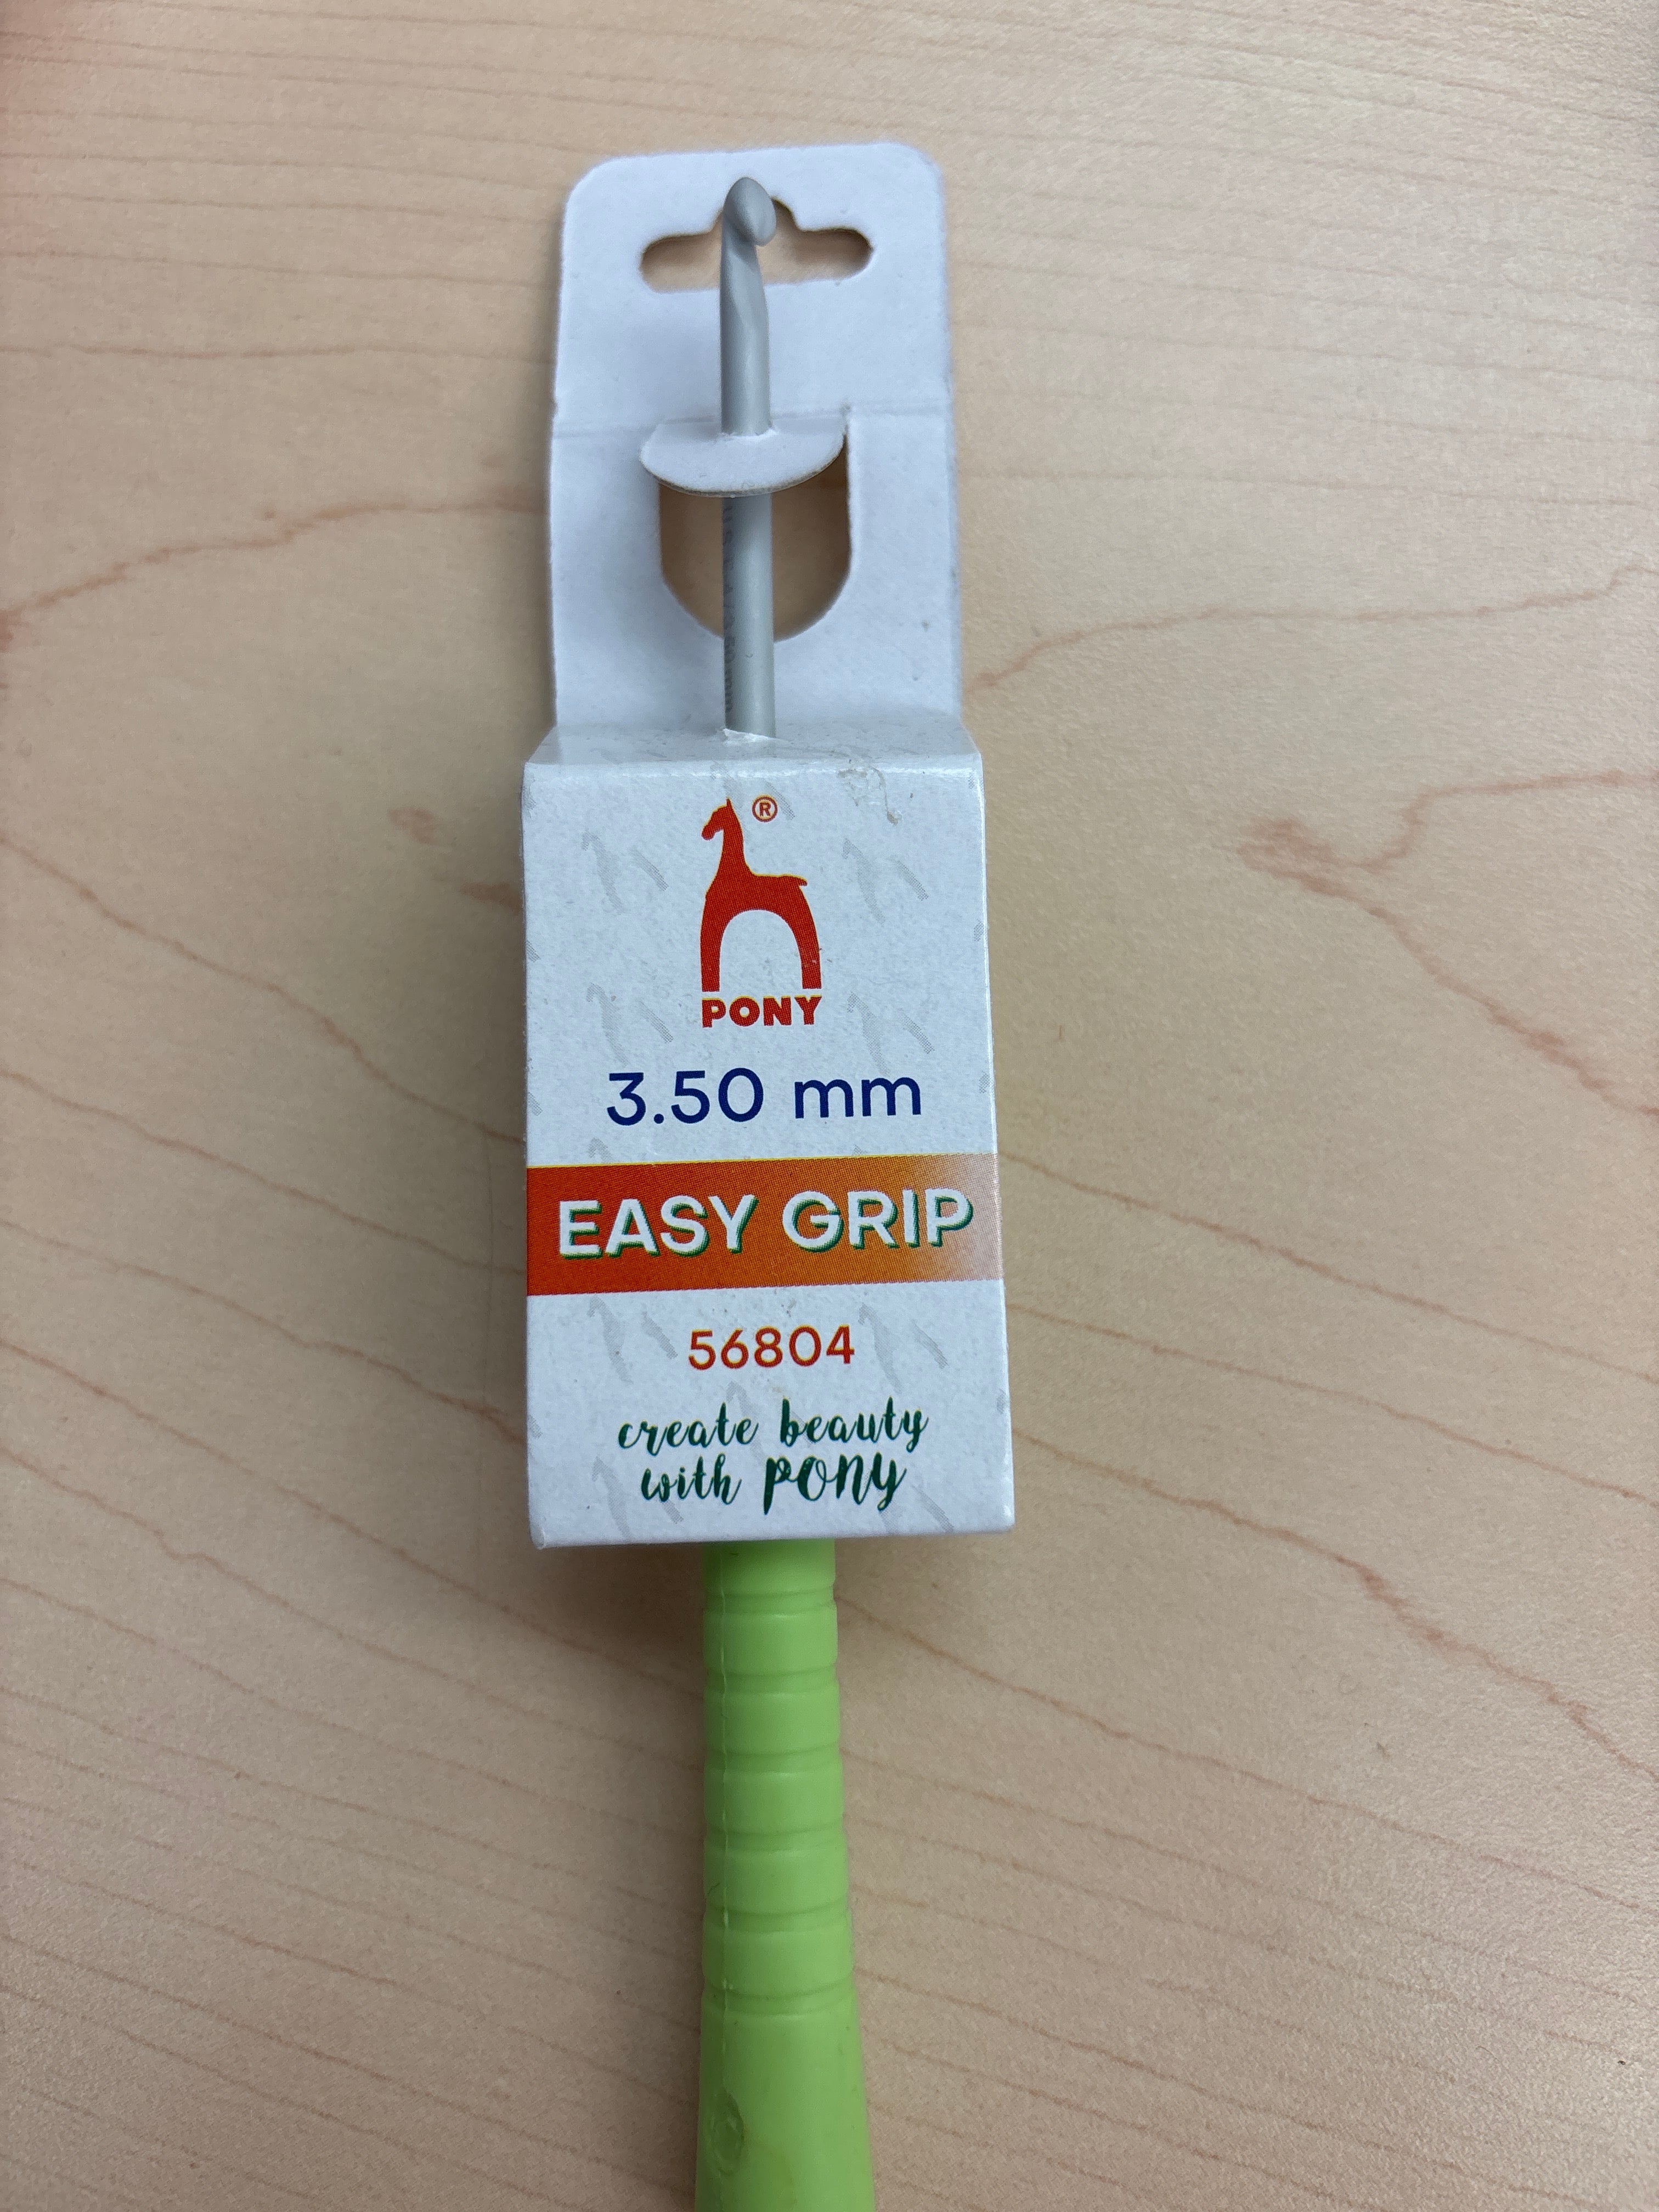 ®
PONY
3.50 mm
EASY GRIP
56804
create beauty
with PONY